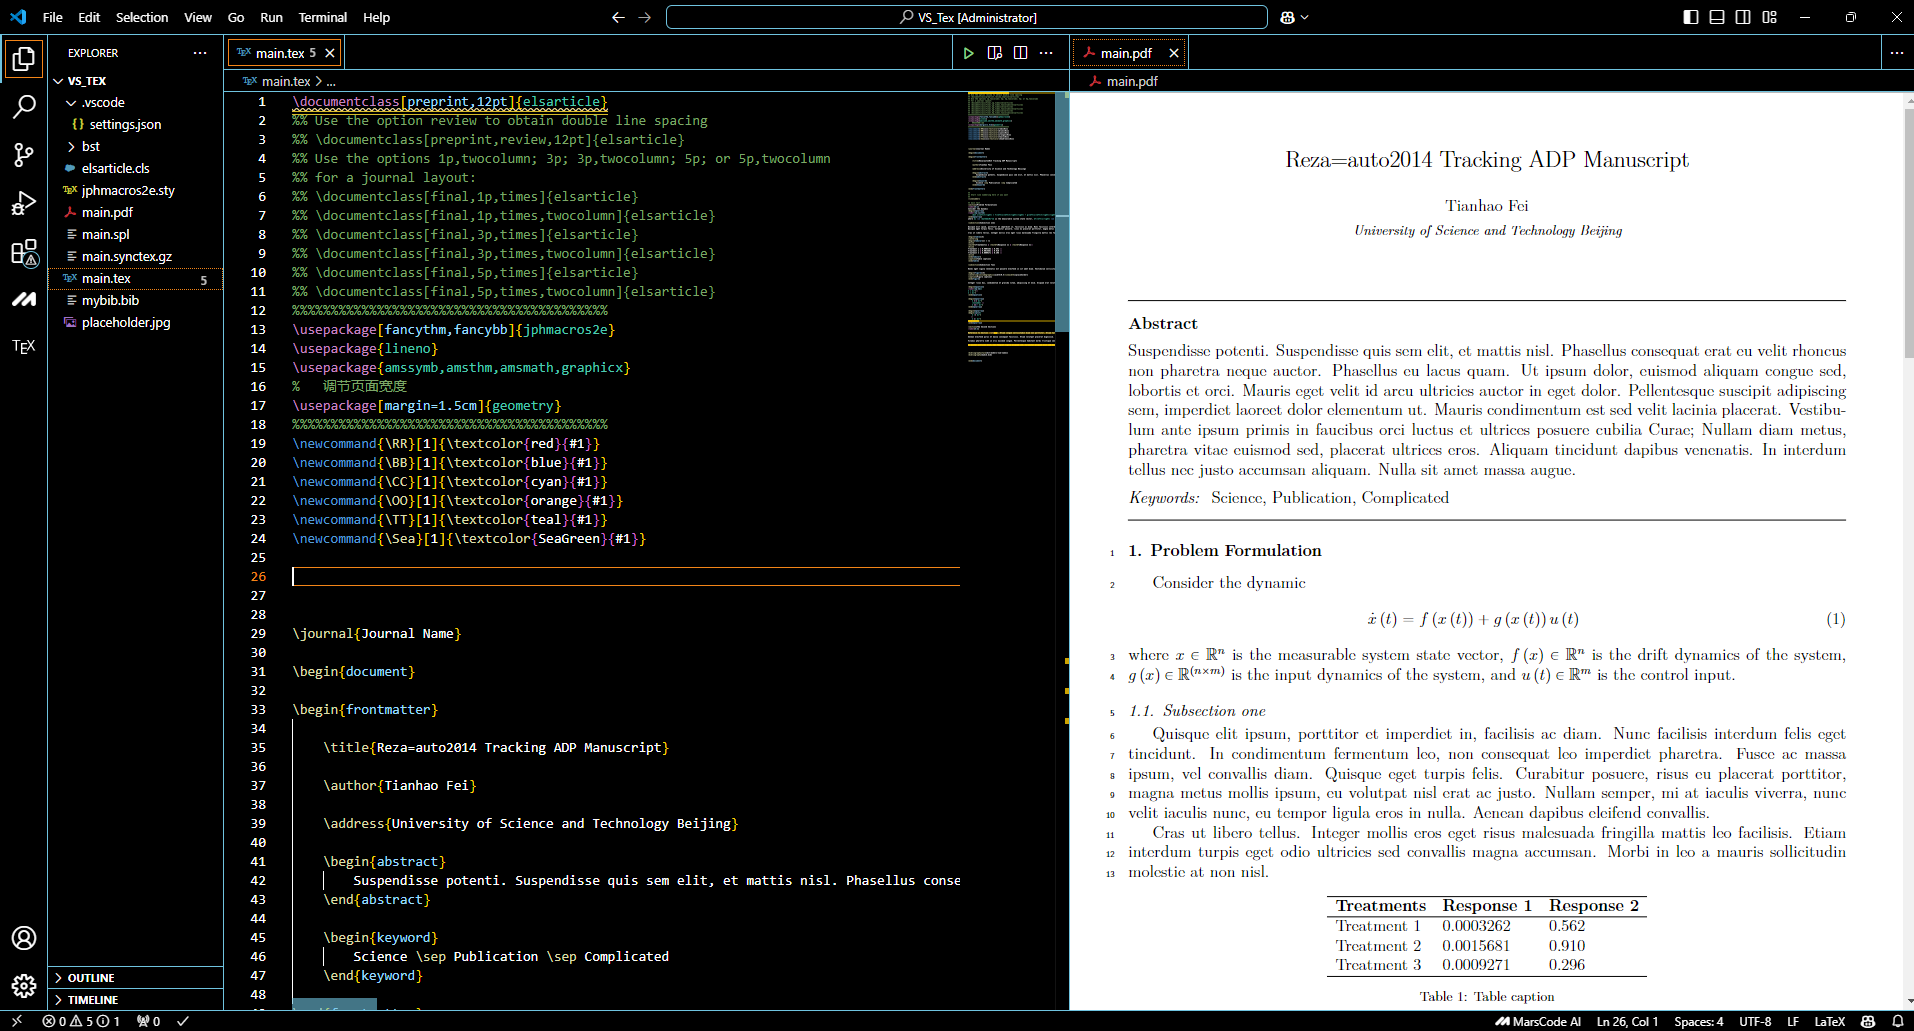 File Edit Selection View Go Run Terminal Help
VS_Tex [Administrator]
EXPLORER
VS_TEX
.vscode
{} settings.json
bst
elsarticle.cls
TEX jphmacros2e.sty
main.pdf
main.spl
main.synctex.gz
TEX main.tex 5
mybib.bib
placeholder.jpg
TEX
OUTLINE
TIMELINE
TEX main.tex 5
TEX main.tex > ...
1 \documentclass[preprint,12pt]{elsarticle}
2 %% Use the option review to obtain double line spacing
3 %% \documentclass[preprint,review,12pt]{elsarticle}
4 %% Use the options 1p,twocolumn; 3p; 3p,twocolumn; 5p; or 5p,twocolumn
5 %% for a journal layout:
6 %% \documentclass[final,1p,times]{elsarticle}
7 %% \documentclass[final,1p,times,twocolumn]{elsarticle}
8 %% \documentclass[final,3p,times]{elsarticle}
9 %% \documentclass[final,3p,times,twocolumn]{elsarticle}
10 %% \documentclass[final,5p,times]{elsarticle}
11 %% \documentclass[final,5p,times,twocolumn]{elsarticle}
12 %%%%%%%%%%%%%%%%%%%%%%%%%%%%%%%%%%%%%%%%%
13 \usepackage[fancythm,fancybb]{jphmacros2e}
14 \usepackage{lineno}
15 \usepackage{amssymb,amsthm,amsmath,graphicx}
16 % 调节页面宽度
17 \usepackage[margin=1.5cm]{geometry}
18 %%%%%%%%%%%%%%%%%%%%%%%%%%%%%%%%%%%%%%%%%
19 \newcommand{\RR}[1]{\textcolor{red}{#1}}
20 \newcommand{\BB}[1]{\textcolor{blue}{#1}}
21 \newcommand{\CC}[1]{\textcolor{cyan}{#1}}
22 \newcommand{\OO}[1]{\textcolor{orange}{#1}}
23 \newcommand{\TT}[1]{\textcolor{teal}{#1}}
24 \newcommand{\Sea}[1]{\textcolor{SeaGreen}{#1}}
25
26
27
28
29 \journal{Journal Name}
30
31 \begin{document}
32
33 \begin{frontmatter}
34
35 \title{Reza=auto2014 Tracking ADP Manuscript}
36
37 \author{Tianhao Fei}
38
39 \address{University of Science and Technology Beijing}
40
41 \begin{abstract}
42 Suspendisse potenti. Suspendisse quis sem elit, et mattis nisl. Phasellus conse
43 \end{abstract}
44
45 \begin{keyword}
46 Science \sep Publication \sep Complicated
47 \end{keyword}
48
main.pdf
main.pdf
Reza=auto2014 Tracking ADP Manuscript
Tianhao Fei
University of Science and Technology Beijing
Abstract
Suspendisse potenti. Suspendisse quis sem elit, et mattis nisl. Phasellus consequat erat eu velit rhoncus
non pharetra neque auctor. Phasellus eu lacus quam. Ut ipsum dolor, euismod aliquam congue sed,
lobortis et orci. Mauris eget velit id arcu ultricies auctor in eget dolor. Pellentesque suscipit adipiscing
sem, imperdiet laoreet dolor elementum ut. Mauris condimentum est sed velit lacinia placerat. Vestibu-
lum ante ipsum primis in faucibus orci luctus et ultrices posuere cubilia Curae; Nullam diam metus,
pharetra vitae euismod sed, placerat ultrices eros. Aliquam tincidunt dapibus venenatis. In interdum
tellus nec justo accumsan aliquam. Nulla sit amet massa augue.
Keywords: Science, Publication, Complicated
1 1. Problem Formulation
2 Consider the dynamic
ẋ (t) = f (x (t)) + g (x (t)) u (t) (1)
3 where x ∈ ℝⁿ is the measurable system state vector, f (x) ∈ ℝⁿ is the drift dynamics of the system,
4 g (x) ∈ ℝ⁽ⁿ×ᵐ⁾ is the input dynamics of the system, and u (t) ∈ ℝᵐ is the control input.
5 1.1. Subsection one
6 Quisque elit ipsum, porttitor et imperdiet in, facilisis ac diam. Nunc facilisis interdum felis eget
7 tincidunt. In condimentum fermentum leo, non consequat leo imperdiet pharetra. Fusce ac massa
8 ipsum, vel convallis diam. Quisque eget turpis felis. Curabitur posuere, risus eu placerat porttitor,
9 magna metus mollis ipsum, eu volutpat nisl erat ac justo. Nullam semper, mi at iaculis viverra, nunc
10 velit iaculis nunc, eu tempor ligula eros in nulla. Aenean dapibus eleifend convallis.
11 Cras ut libero tellus. Integer mollis eros eget risus malesuada fringilla mattis leo facilisis. Etiam
12 interdum turpis eget odio ultricies sed convallis magna accumsan. Morbi in leo a mauris sollicitudin
13 molestie at non nisl.
Treatments Response 1 Response 2
Treatment 1 0.0003262 0.562
Treatment 2 0.0015681 0.910
Treatment 3 0.0009271 0.296
Table 1: Table caption
0 5 1 0
MarsCode AI Ln 26, Col 1 Spaces: 4 UTF-8 LF LaTeX